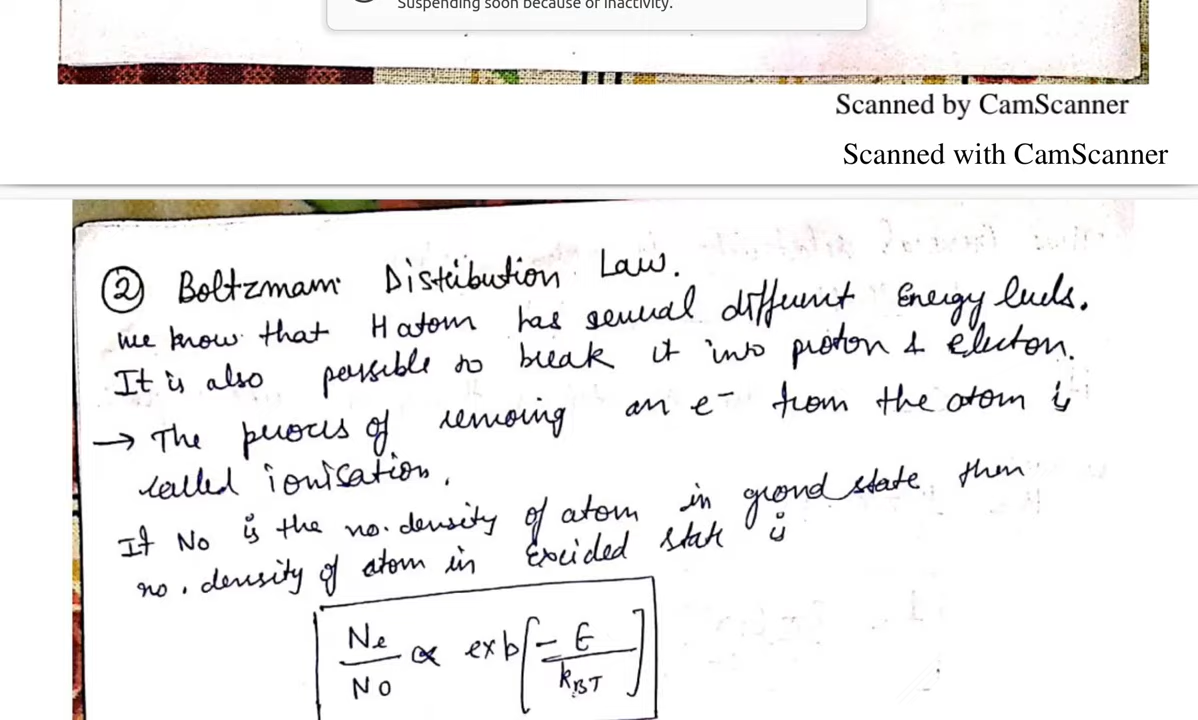 Suspending soon because of inactivity.
Scanned by CamScanner
Scanned with CamScanner
② Boltzmann Distribution Law.
We know that H atom has several different Energy levels.
It is also possible to break it into proton & electron.
→ The process of removing an e⁻ from the atom is
called ionisation.
If No is the no. density of atom in grond state then
no. density of atom in Excided state is
Ne/No ∝ exp[-E/kBT]